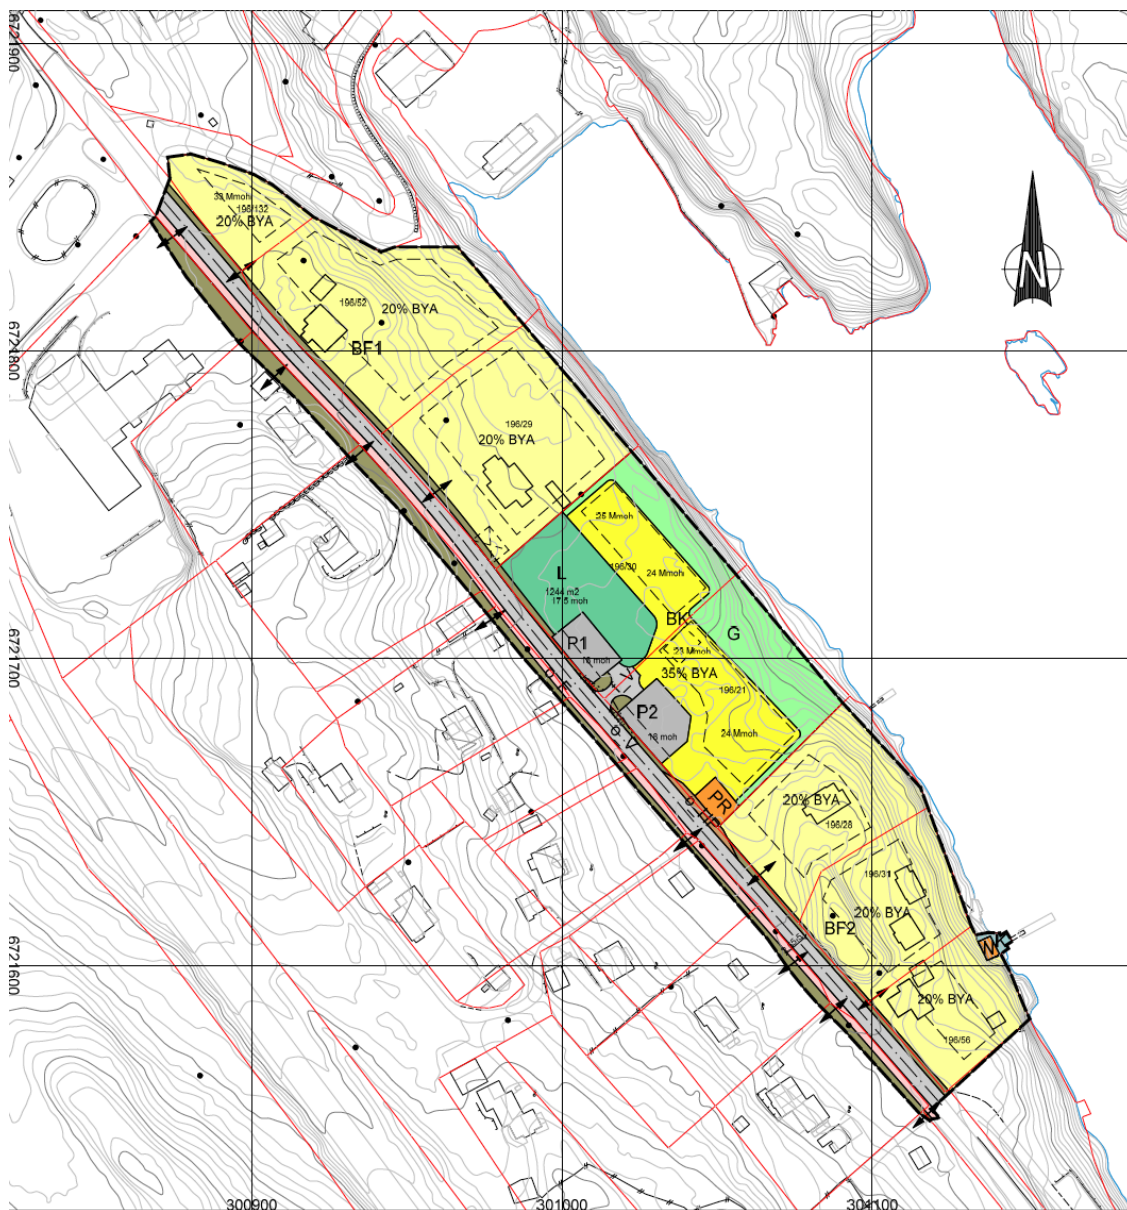 6721900
33 Mmoh
196/132
20% BYA
N
196/52
20% BYA
BF1
6721800
196/29
20% BYA
25 Mmoh
L
196/30
24 Mmoh
1244 m2
17.5 moh
BK
G
P1
18 moh
23 Mmoh
35% BYA
196/21
6721700
P2
18 moh
24 Mmoh
PR
20% BYA
196/28
196/31
20% BYA
BF2
6721600
20% BYA
196/56
300900
301000
301100